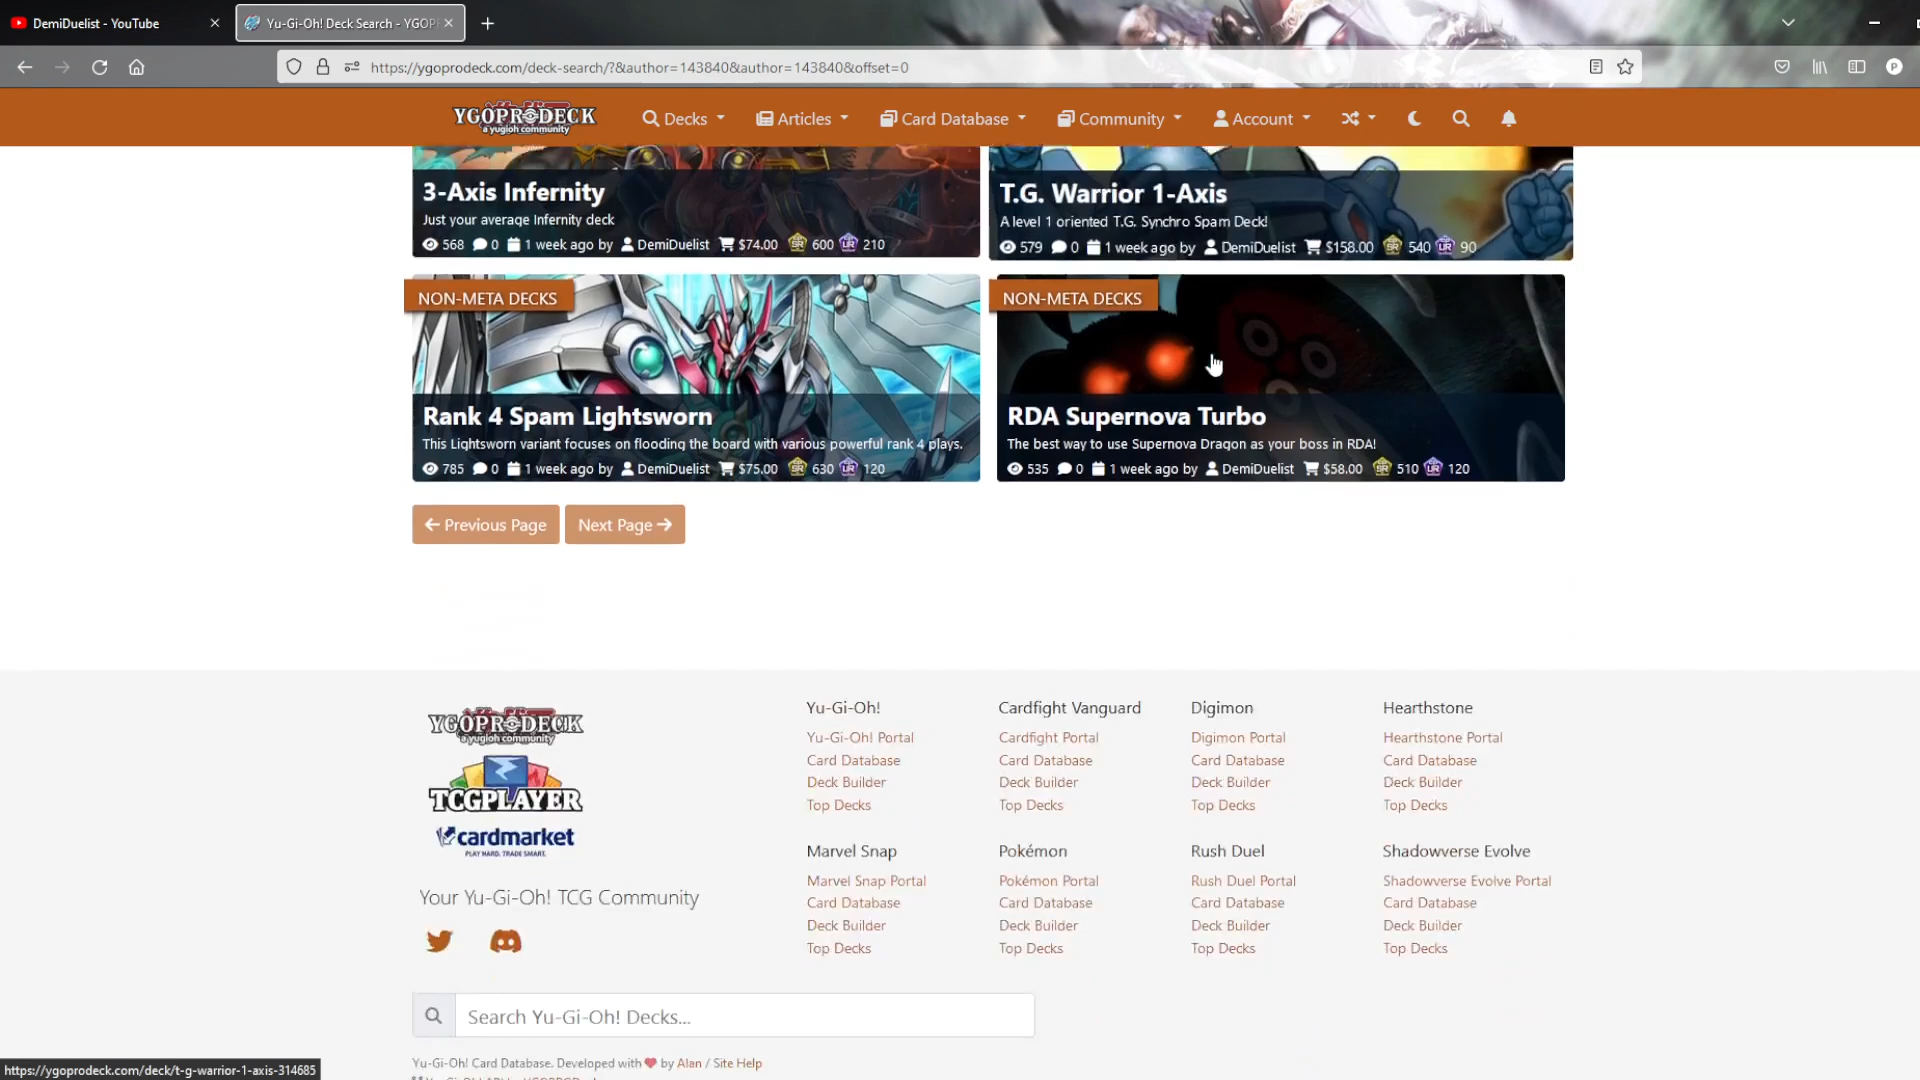 DemiDuelist - YouTube
Yu-Gi-Oh! Deck Search - YGOP
https://ygoprodeck.com/deck-search/?&author=143840&author=143840&offset=0
P
YGOPRODECK
a yugioh community
Decks
Articles
Card Database
Community
Account
3-Axis Infernity
Just your average Infernity deck
568 0 1 week ago by DemiDuelist $74.00 SR 600 UR 210
T.G. Warrior 1-Axis
A level 1 oriented T.G. Synchro Spam Deck!
579 0 1 week ago by DemiDuelist $158.00 SR 540 UR 90
NON-META DECKS
Rank 4 Spam Lightsworn
This Lightsworn variant focuses on flooding the board with various powerful rank 4 plays.
785 0 1 week ago by DemiDuelist $75.00 SR 630 UR 120
NON-META DECKS
RDA Supernova Turbo
The best way to use Supernova Dragon as your boss in RDA!
535 0 1 week ago by DemiDuelist $58.00 SR 510 UR 120
Previous Page
Next Page
YGOPRODECK
a yugioh community
TCGPLAYER
cardmarket
PLAY HARD. TRADE SMART.
Your Yu-Gi-Oh! TCG Community
Yu-Gi-Oh!
Yu-Gi-Oh! Portal
Card Database
Deck Builder
Top Decks
Cardfight Vanguard
Cardfight Portal
Card Database
Deck Builder
Top Decks
Digimon
Digimon Portal
Card Database
Deck Builder
Top Decks
Hearthstone
Hearthstone Portal
Card Database
Deck Builder
Top Decks
Marvel Snap
Marvel Snap Portal
Card Database
Deck Builder
Top Decks
Pokémon
Pokémon Portal
Card Database
Deck Builder
Top Decks
Rush Duel
Rush Duel Portal
Card Database
Deck Builder
Top Decks
Shadowverse Evolve
Shadowverse Evolve Portal
Card Database
Deck Builder
Top Decks
Search Yu-Gi-Oh! Decks...
Yu-Gi-Oh! Card Database. Developed with ❤ by Alan / Site Help
https://ygoprodeck.com/deck/t-g-warrior-1-axis-314685